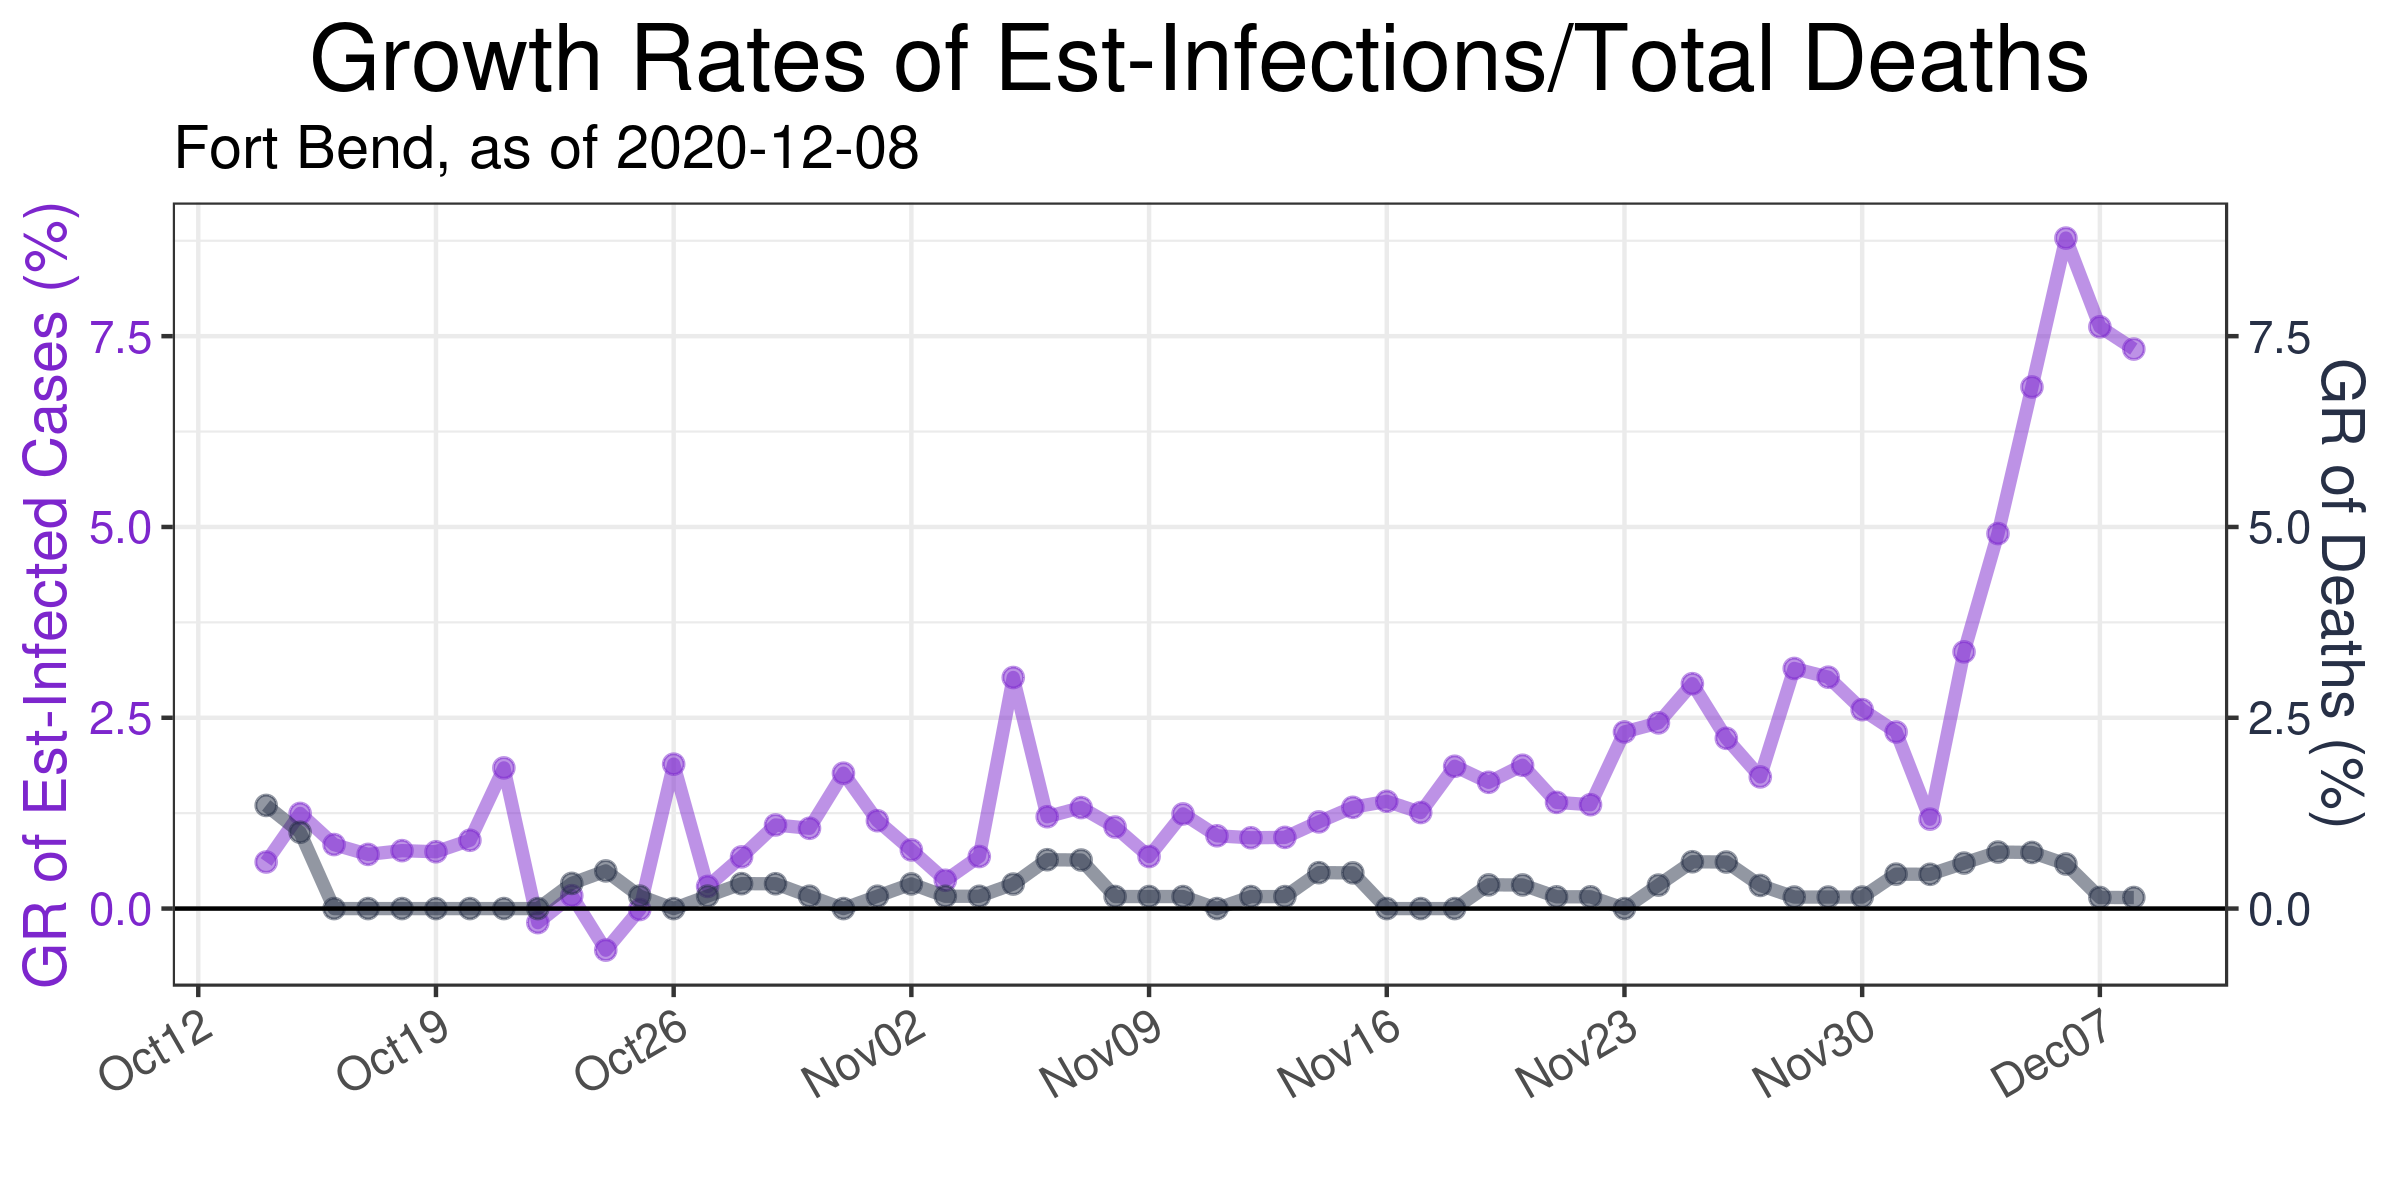 Growth Rates of Est-Infections/Total Deaths
Fort Bend, as of 2020-12-08
GR of Est-Infected Cases (%)
7.5
5.0
2.5
0.0
7.5
5.0
2.5
0.0
GR of Deaths (%)
Oct12
Oct19
Oct26
Nov02
Nov09
Nov16
Nov23
Nov30
Dec07